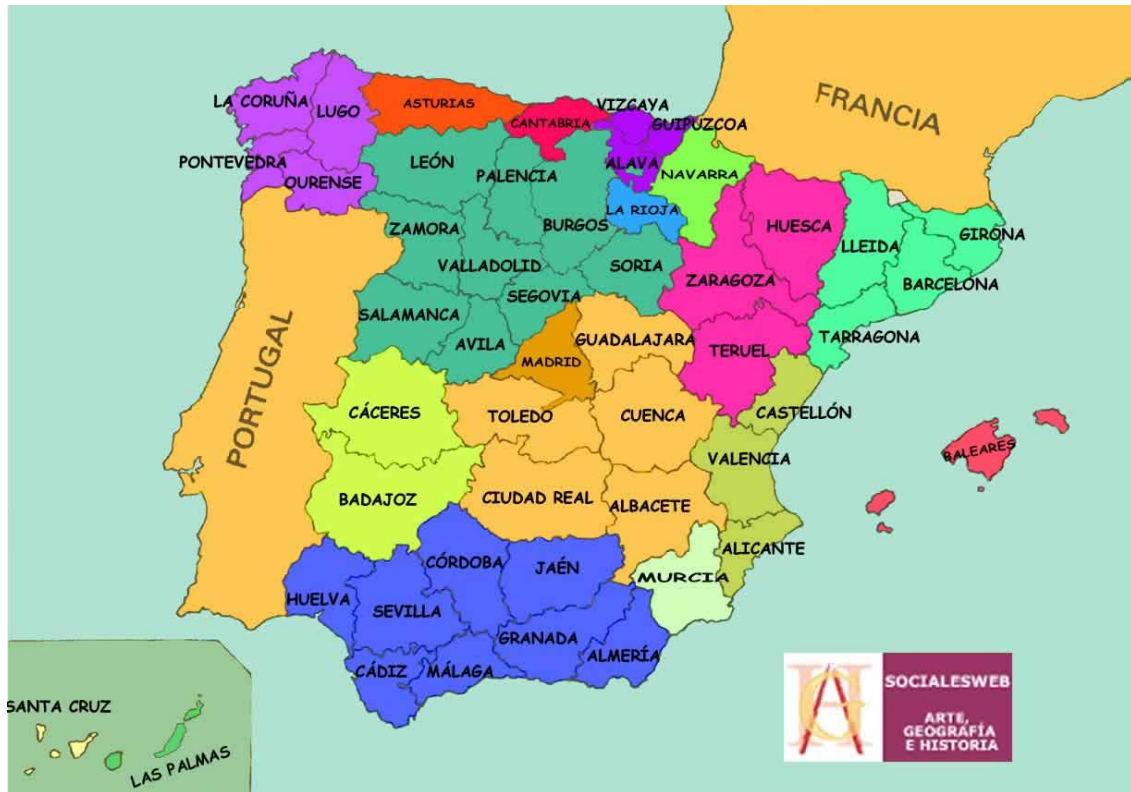 FRANCIA
LA CORUÑA
LUGO
ASTURIAS
CANTABRIA
VIZCAYA
GUIPUZCOA
PONTEVEDRA
OURENSE
LEÓN
PALENCIA
ALAVA
NAVARRA
BURGOS
LA RIOJA
HUESCA
LLEIDA
GIRONA
ZAMORA
VALLADOLID
SORIA
ZARAGOZA
BARCELONA
SEGOVIA
SALAMANCA
AVILA
MADRID
GUADALAJARA
TERUEL
TARRAGONA
PORTUGAL
CÁCERES
TOLEDO
CUENCA
CASTELLÓN
VALENCIA
BALEARES
BADAJOZ
CIUDAD REAL
ALBACETE
ALICANTE
CÓRDOBA
JAÉN
MURCIA
HUELVA
SEVILLA
GRANADA
ALMERÍA
CÁDIZ
MÁLAGA
SANTA CRUZ
LAS PALMAS
SOCIALESWEB
ARTE,
GEOGRAFÍA
E HISTORIA